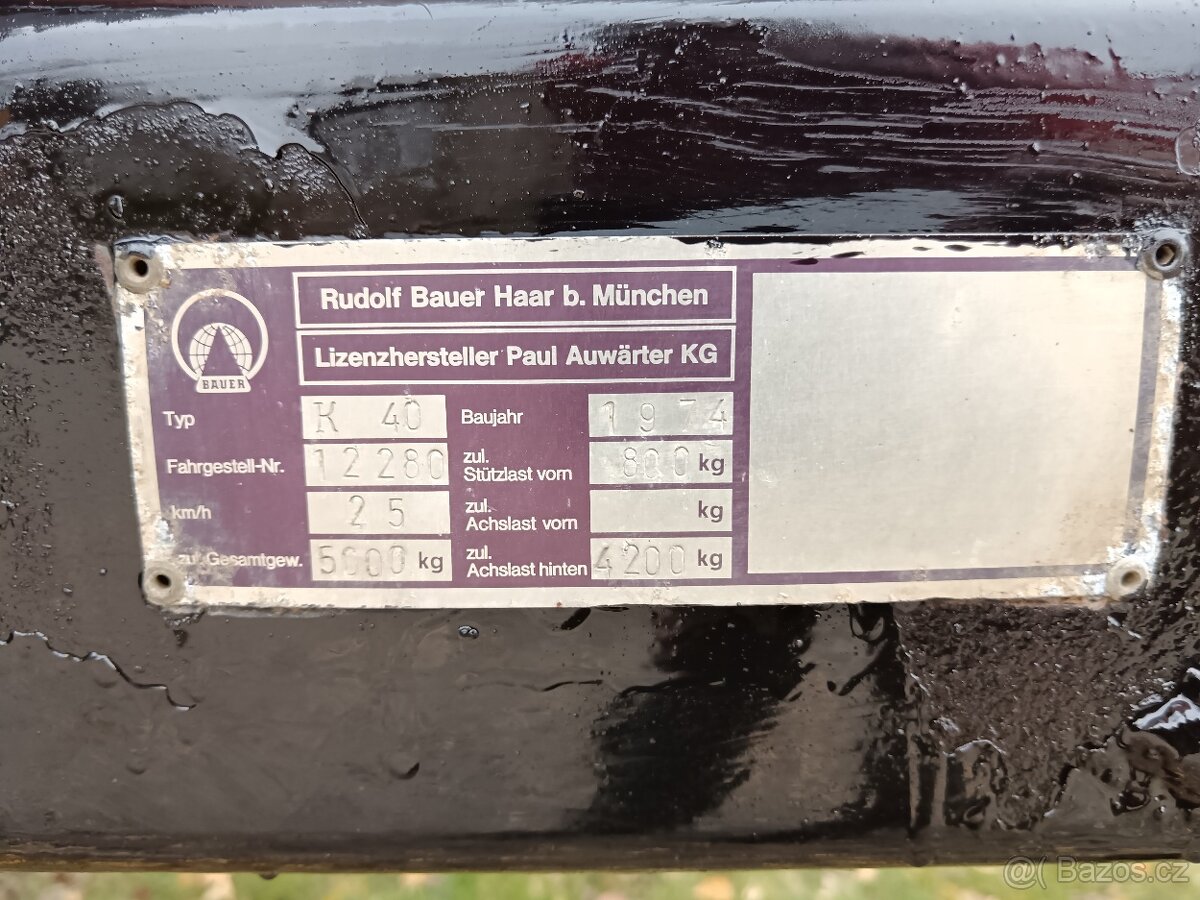 Rudolf Bauer Haar b. München
Lizenzhersteller Paul Auwärter KG
BAUER
Typ K 40 Baujahr 1974
Fahrgestell-Nr. 12280 zul. Stützlast vorn 800 kg
km/h 25 zul. Achslast vorn kg
zul. Gesamtgew. 5000 kg zul. Achslast hinten 4200 kg
@( Bazos.cz